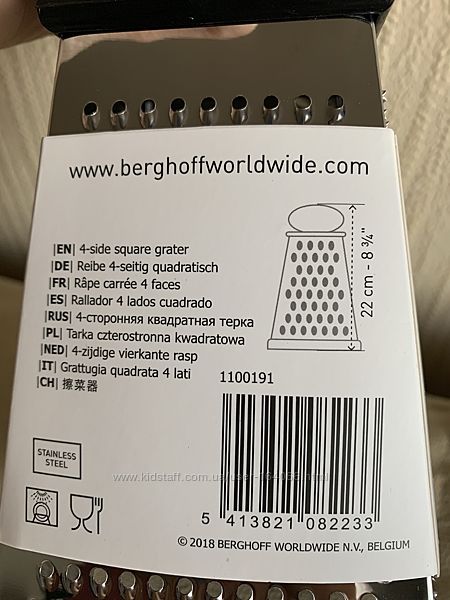 www.berghoffworldwide.com
|EN| 4-side square grater
|DE| Reibe 4-seitig quadratisch
|FR| Râpe carrée 4 faces
|ES| Rallador 4 lados cuadrado
|RUS| 4-сторонняя квадратная терка
|PL| Tarka czterostronna kwadratowa
|NED| 4-zijdige vierkante rasp
|IT| Grattugia quadrata 4 lati
|CH| 擦菜器
22 cm - 8 ¾"
1100191
STAINLESS
STEEL
5 413821 082233
© 2018 BERGHOFF WORLDWIDE N.V., BELGIUM